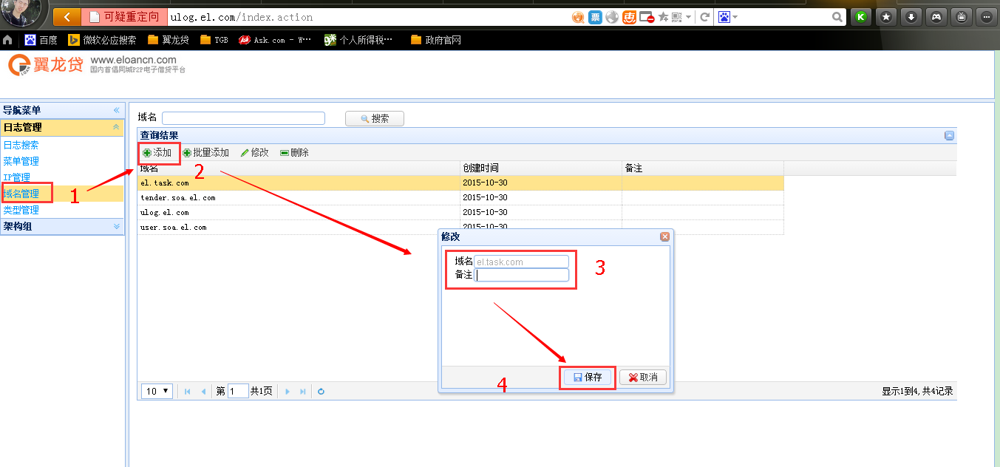 可疑重定向 ulog.el.com/index.action
票 惠 K
百度 微软必应搜索 翼龙贷 TGB Ask.com - W… 个人所得税… 政府官网
翼龙贷 www.eloancn.com
国内首倡同城P2P电子借贷平台
导航菜单
日志管理
日志搜索
菜单管理
IP管理
域名管理
类型管理
架构组
1
域名 搜索
查询结果
添加 批量添加 修改 删除
2
域名 创建时间 备注
el.task.com 2015-10-30
tender.soa.el.com 2015-10-30
ulog.el.com 2015-10-30
user.soa.el.com 2015-10-30
修改
域名 el.task.com
备注
3
4
保存 取消
10 第 1 共1页 显示1到4,共4记录